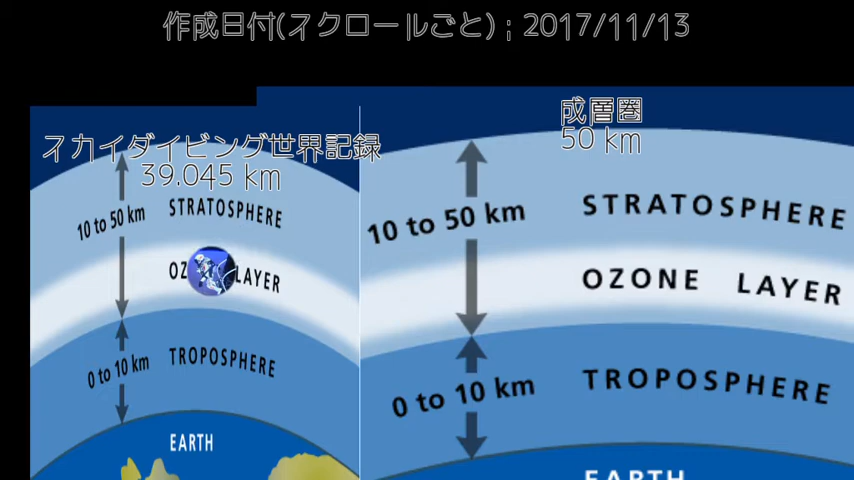 作成日付(スクロールごと) ; 2017/11/13
スカイダイビング世界記録
39.045 km
10 to 50 km
STRATOSPHERE
OZ LAYER
0 to 10 km
TROPOSPHERE
EARTH
成層圏
50 km
10 to 50 km
STRATOSPHERE
OZONE LAYER
0 to 10 km
TROPOSPHERE
EARTH